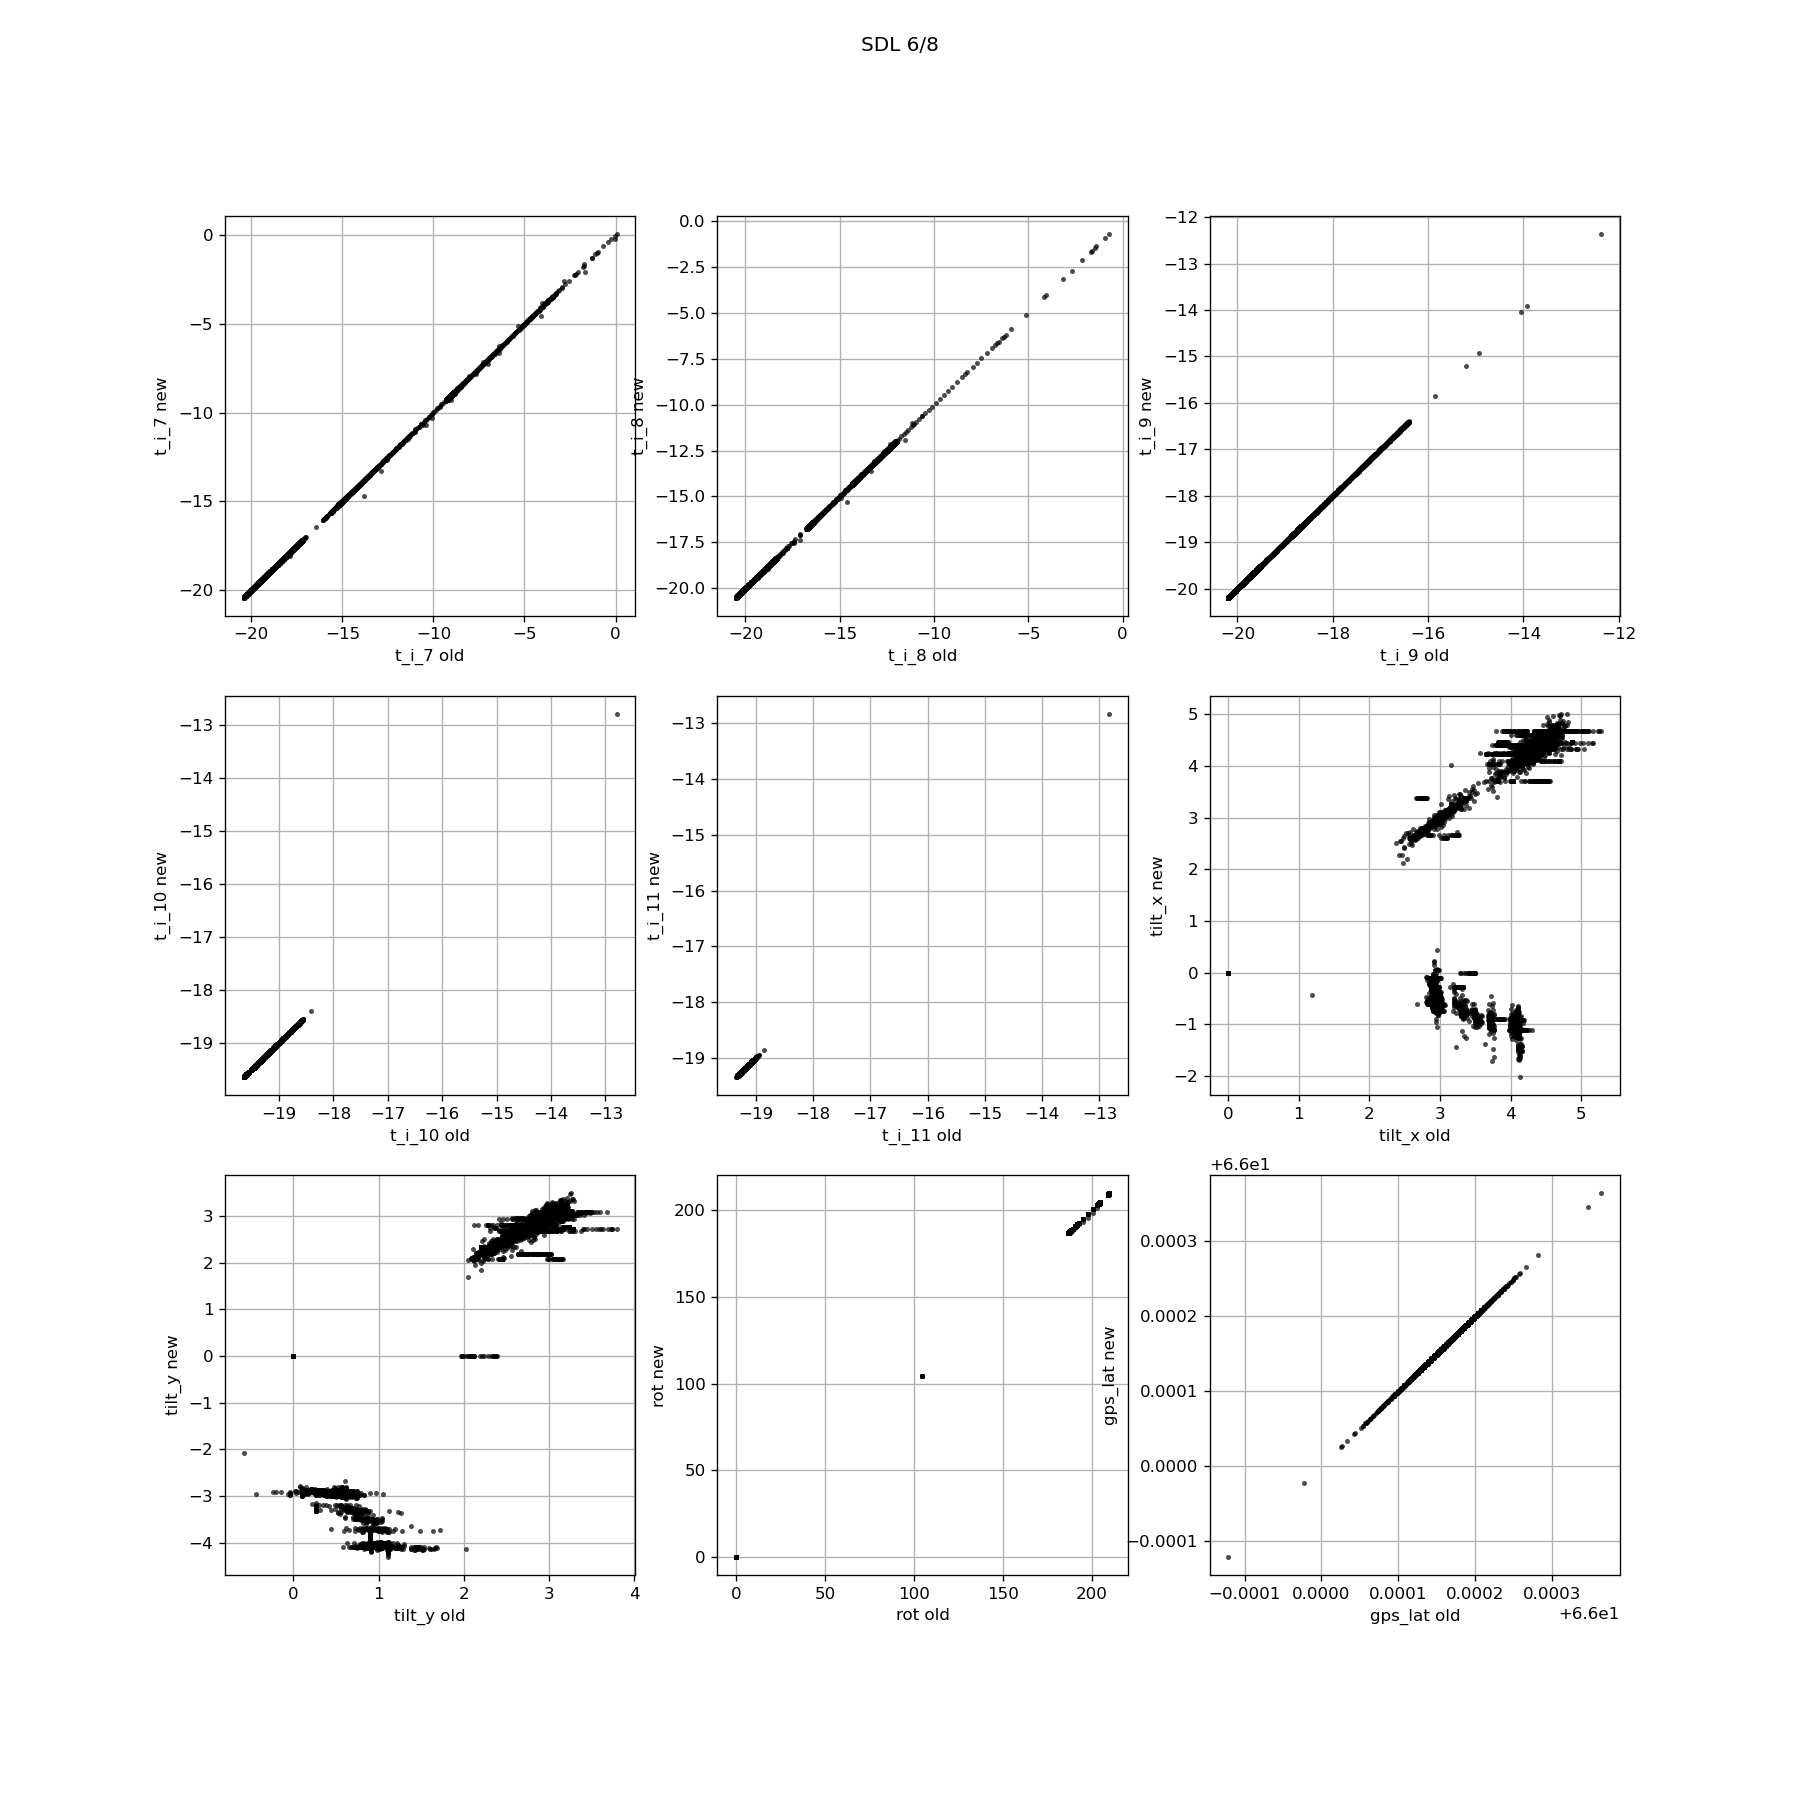 SDL 6/8
0
−5
−10
−15
−20
t_i_7 new
−20 −15 −10 −5 0
t_i_7 old
0.0
−2.5
−5.0
−7.5
−10.0
−12.5
−15.0
−17.5
−20.0
t_i_8 new
−20 −15 −10 −5 0
t_i_8 old
−12
−13
−14
−15
−16
−17
−18
−19
−20
t_i_9 new
−20 −18 −16 −14 −12
t_i_9 old
−13
−14
−15
−16
−17
−18
−19
t_i_10 new
−19 −18 −17 −16 −15 −14 −13
t_i_10 old
−13
−14
−15
−16
−17
−18
−19
t_i_11 new
−19 −18 −17 −16 −15 −14 −13
t_i_11 old
5
4
3
2
1
0
−1
−2
tilt_x new
0 1 2 3 4 5
tilt_x old
3
2
1
0
−1
−2
−3
−4
tilt_y new
0 1 2 3 4
tilt_y old
200
150
100
50
0
rot new
0 50 100 150 200
rot old
+6.6e1
0.0003
0.0002
0.0001
0.0000
−0.0001
gps_lat new
−0.0001 0.0000 0.0001 0.0002 0.0003
gps_lat old
+6.6e1